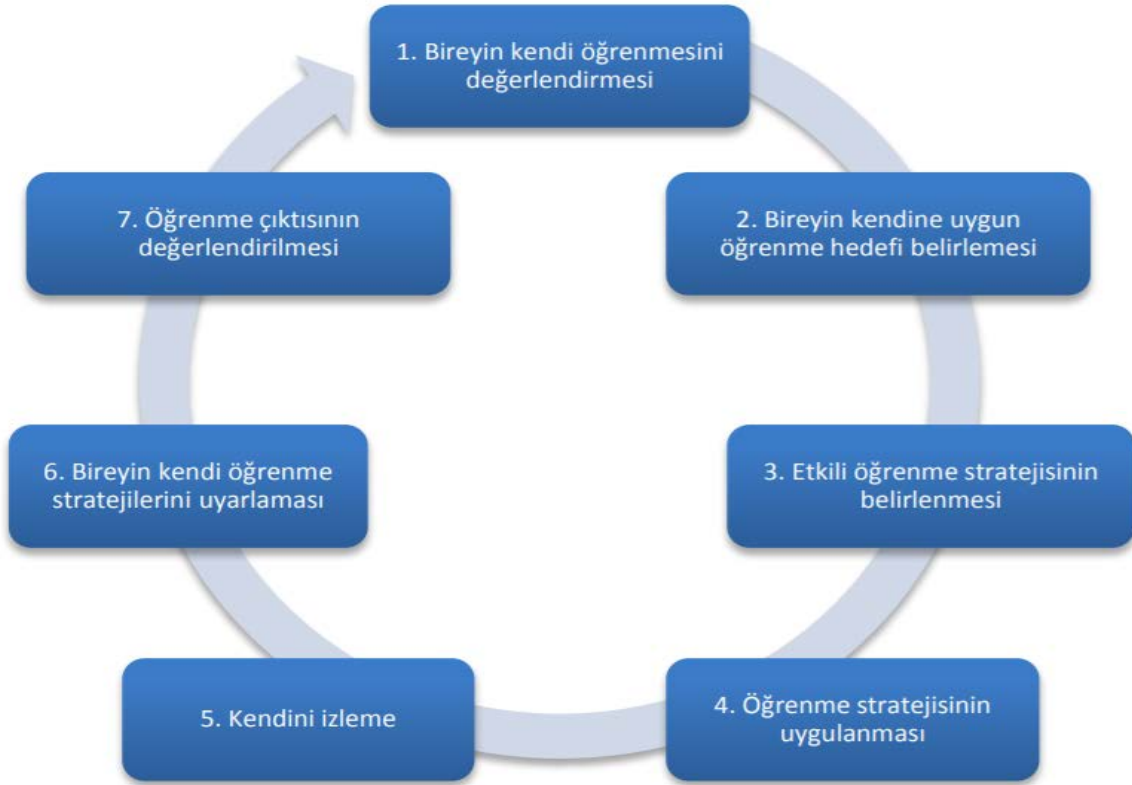 1. Bireyin kendi öğrenmesini
değerlendirmesi
2. Bireyin kendine uygun
öğrenme hedefi belirlemesi
3. Etkili öğrenme stratejisinin
belirlenmesi
4. Öğrenme stratejisinin
uygulanması
5. Kendini izleme
6. Bireyin kendi öğrenme
stratejilerini uyarlaması
7. Öğrenme çıktısının
değerlendirilmesi